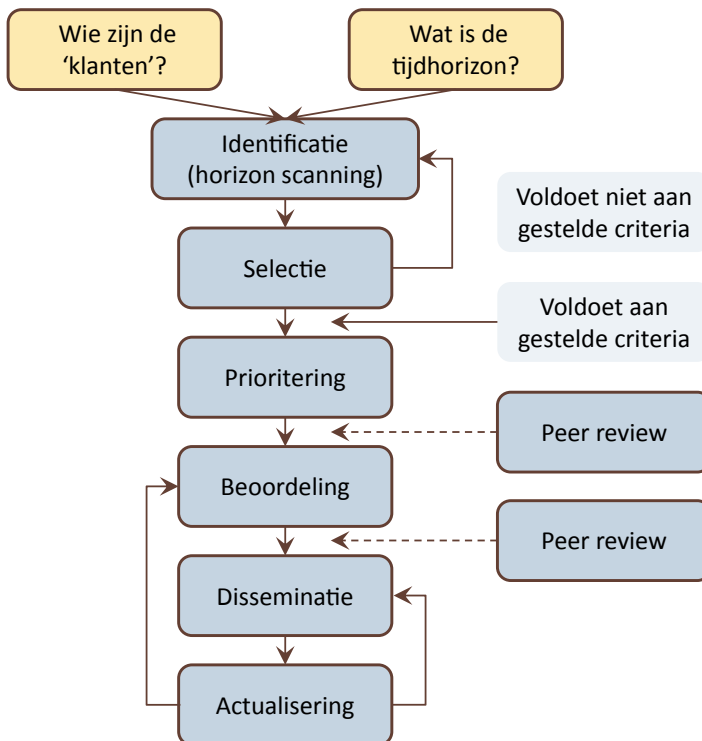 Wie zijn de
‘klanten’?
Wat is de
tijdhorizon?
Identificatie
(horizon scanning)
Voldoet niet aan
gestelde criteria
Selectie
Voldoet aan
gestelde criteria
Prioritering
Peer review
Beoordeling
Peer review
Disseminatie
Actualisering